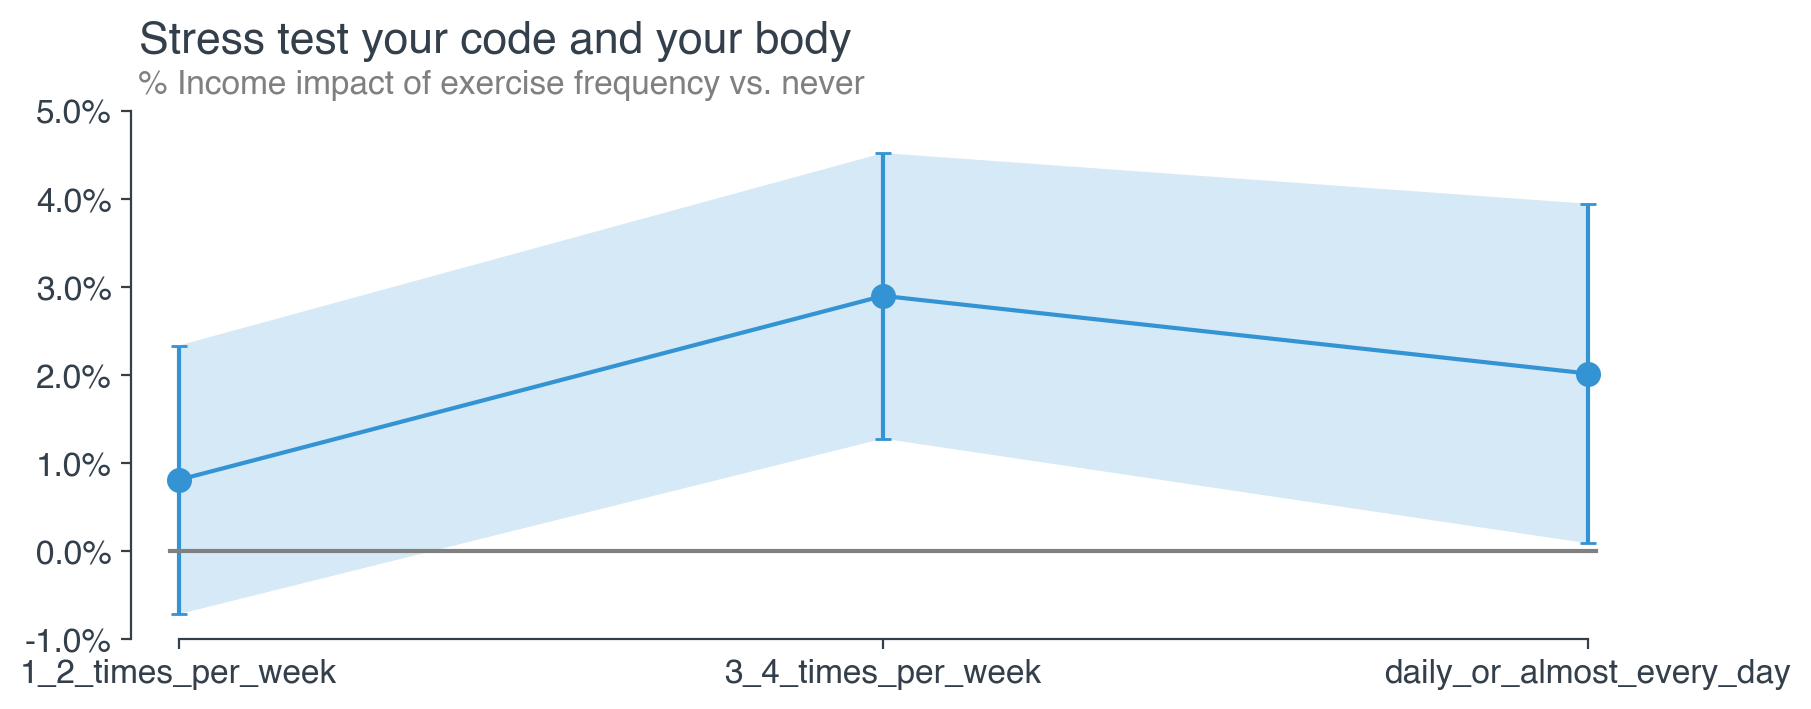 Stress test your code and your body
% Income impact of exercise frequency vs. never
5.0%
4.0%
3.0%
2.0%
1.0%
0.0%
-1.0%
1_2_times_per_week
3_4_times_per_week
daily_or_almost_every_day